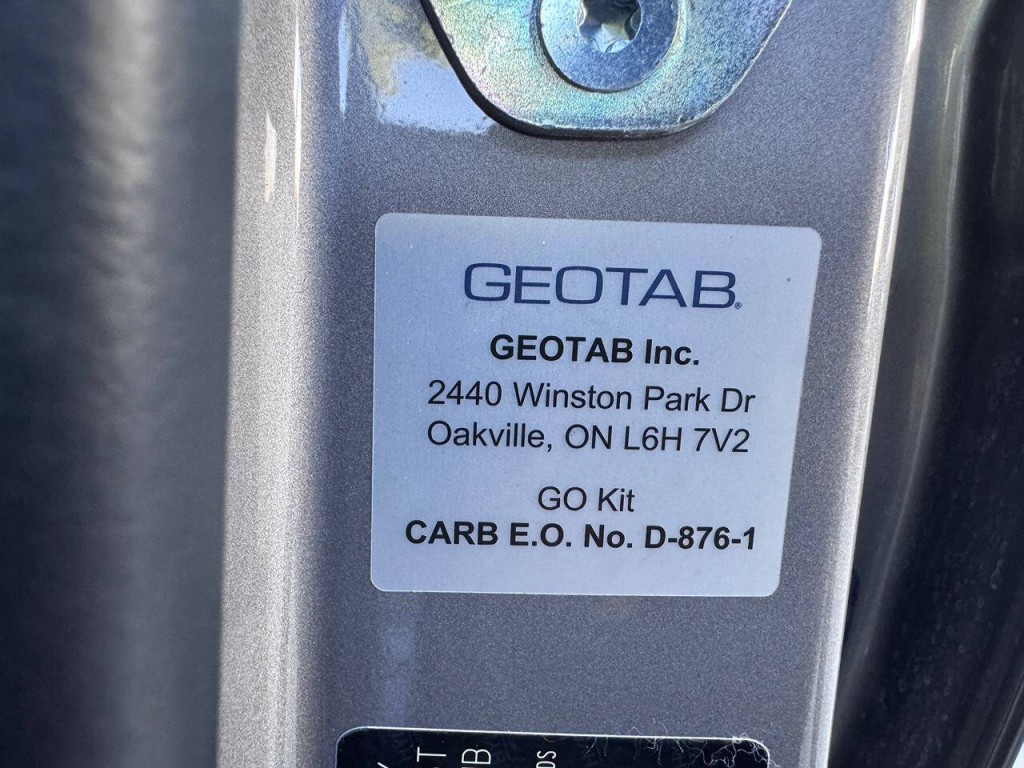 GEOTAB®
GEOTAB Inc.
2440 Winston Park Dr
Oakville, ON L6H 7V2
GO Kit
CARB E.O. No. D-876-1